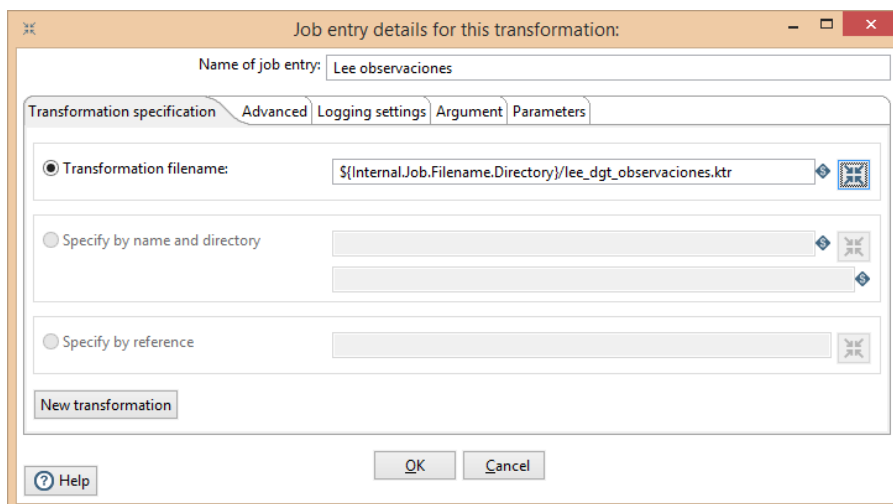 Job entry details for this transformation:
Name of job entry: Lee observaciones
Transformation specification Advanced Logging settings Argument Parameters
Transformation filename: ${Internal.Job.Filename.Directory}/lee_dgt_observaciones.ktr
Specify by name and directory
Specify by reference
New transformation
OK Cancel
Help